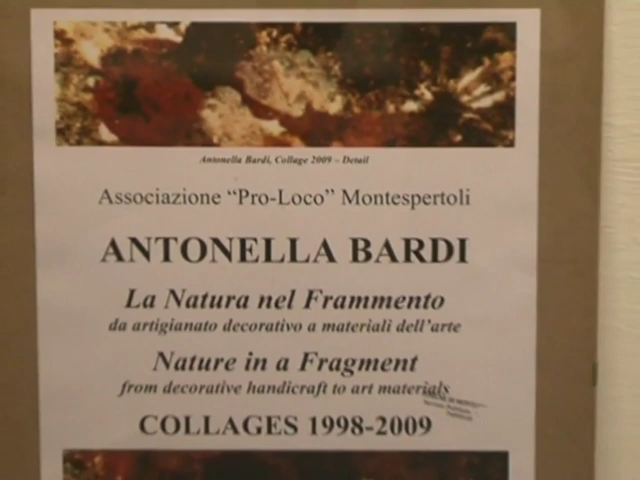 Antonella Bardi, Collage 2009 – Detail
Associazione “Pro-Loco” Montespertoli
ANTONELLA BARDI
La Natura nel Frammento
da artigianato decorativo a materiali dell'arte
Nature in a Fragment
from decorative handicraft to art materials
COLLAGES 1998-2009